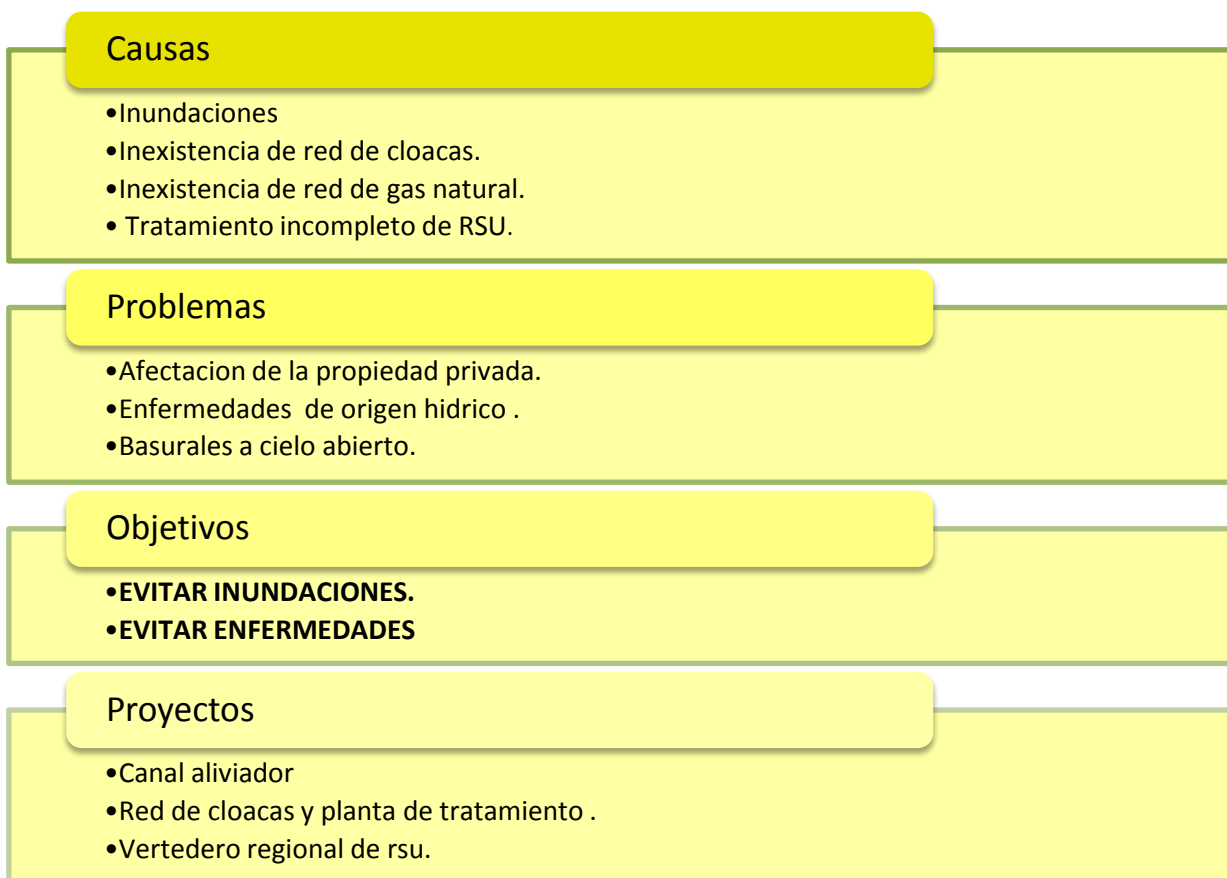 Causas
•Inundaciones
•Inexistencia de red de cloacas.
•Inexistencia de red de gas natural.
• Tratamiento incompleto de RSU.
Problemas
•Afectacion de la propiedad privada.
•Enfermedades  de origen hidrico .
•Basurales a cielo abierto.
Objetivos
•EVITAR INUNDACIONES.
•EVITAR ENFERMEDADES
Proyectos
•Canal aliviador
•Red de cloacas y planta de tratamiento .
•Vertedero regional de rsu.